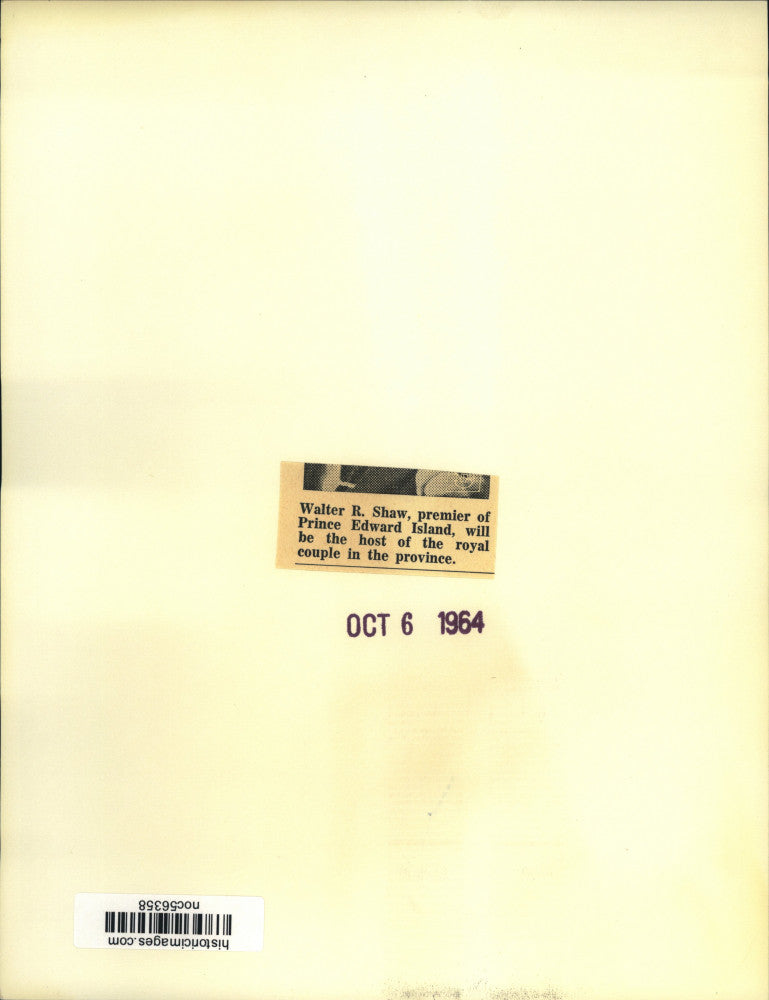 Walter R. Shaw, premier of
Prince Edward Island, will
be the host of the royal
couple in the province.
OCT 6 1964
noc56358
historicimages.com